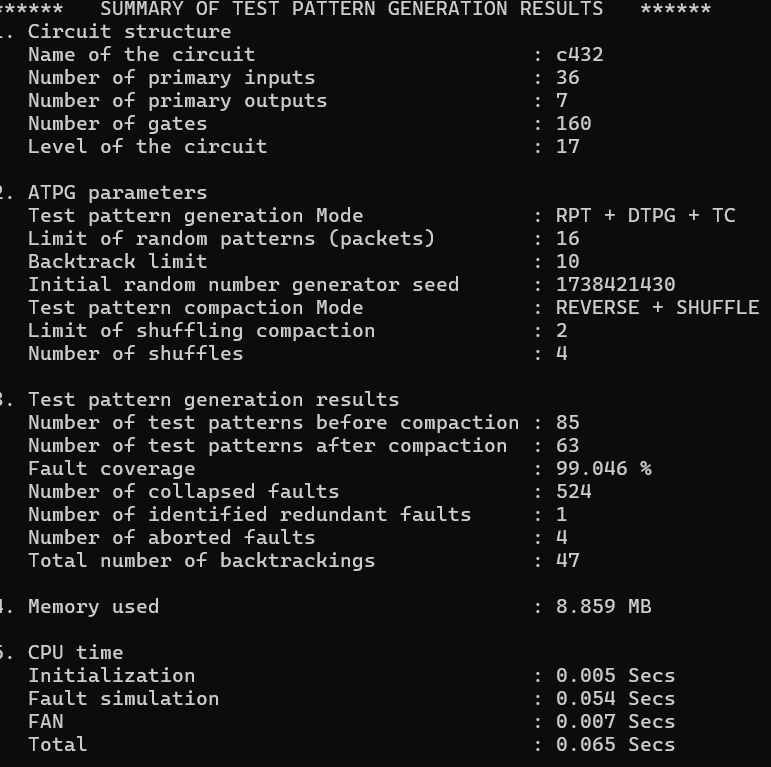 ****** SUMMARY OF TEST PATTERN GENERATION RESULTS ******
1. Circuit structure
Name of the circuit : c432
Number of primary inputs : 36
Number of primary outputs : 7
Number of gates : 160
Level of the circuit : 17
2. ATPG parameters
Test pattern generation Mode : RPT + DTPG + TC
Limit of random patterns (packets) : 16
Backtrack limit : 10
Initial random number generator seed : 1738421430
Test pattern compaction Mode : REVERSE + SHUFFLE
Limit of shuffling compaction : 2
Number of shuffles : 4
3. Test pattern generation results
Number of test patterns before compaction : 85
Number of test patterns after compaction : 63
Fault coverage : 99.046 %
Number of collapsed faults : 524
Number of identified redundant faults : 1
Number of aborted faults : 4
Total number of backtrackings : 47
4. Memory used : 8.859 MB
5. CPU time
Initialization : 0.005 Secs
Fault simulation : 0.054 Secs
FAN : 0.007 Secs
Total : 0.065 Secs